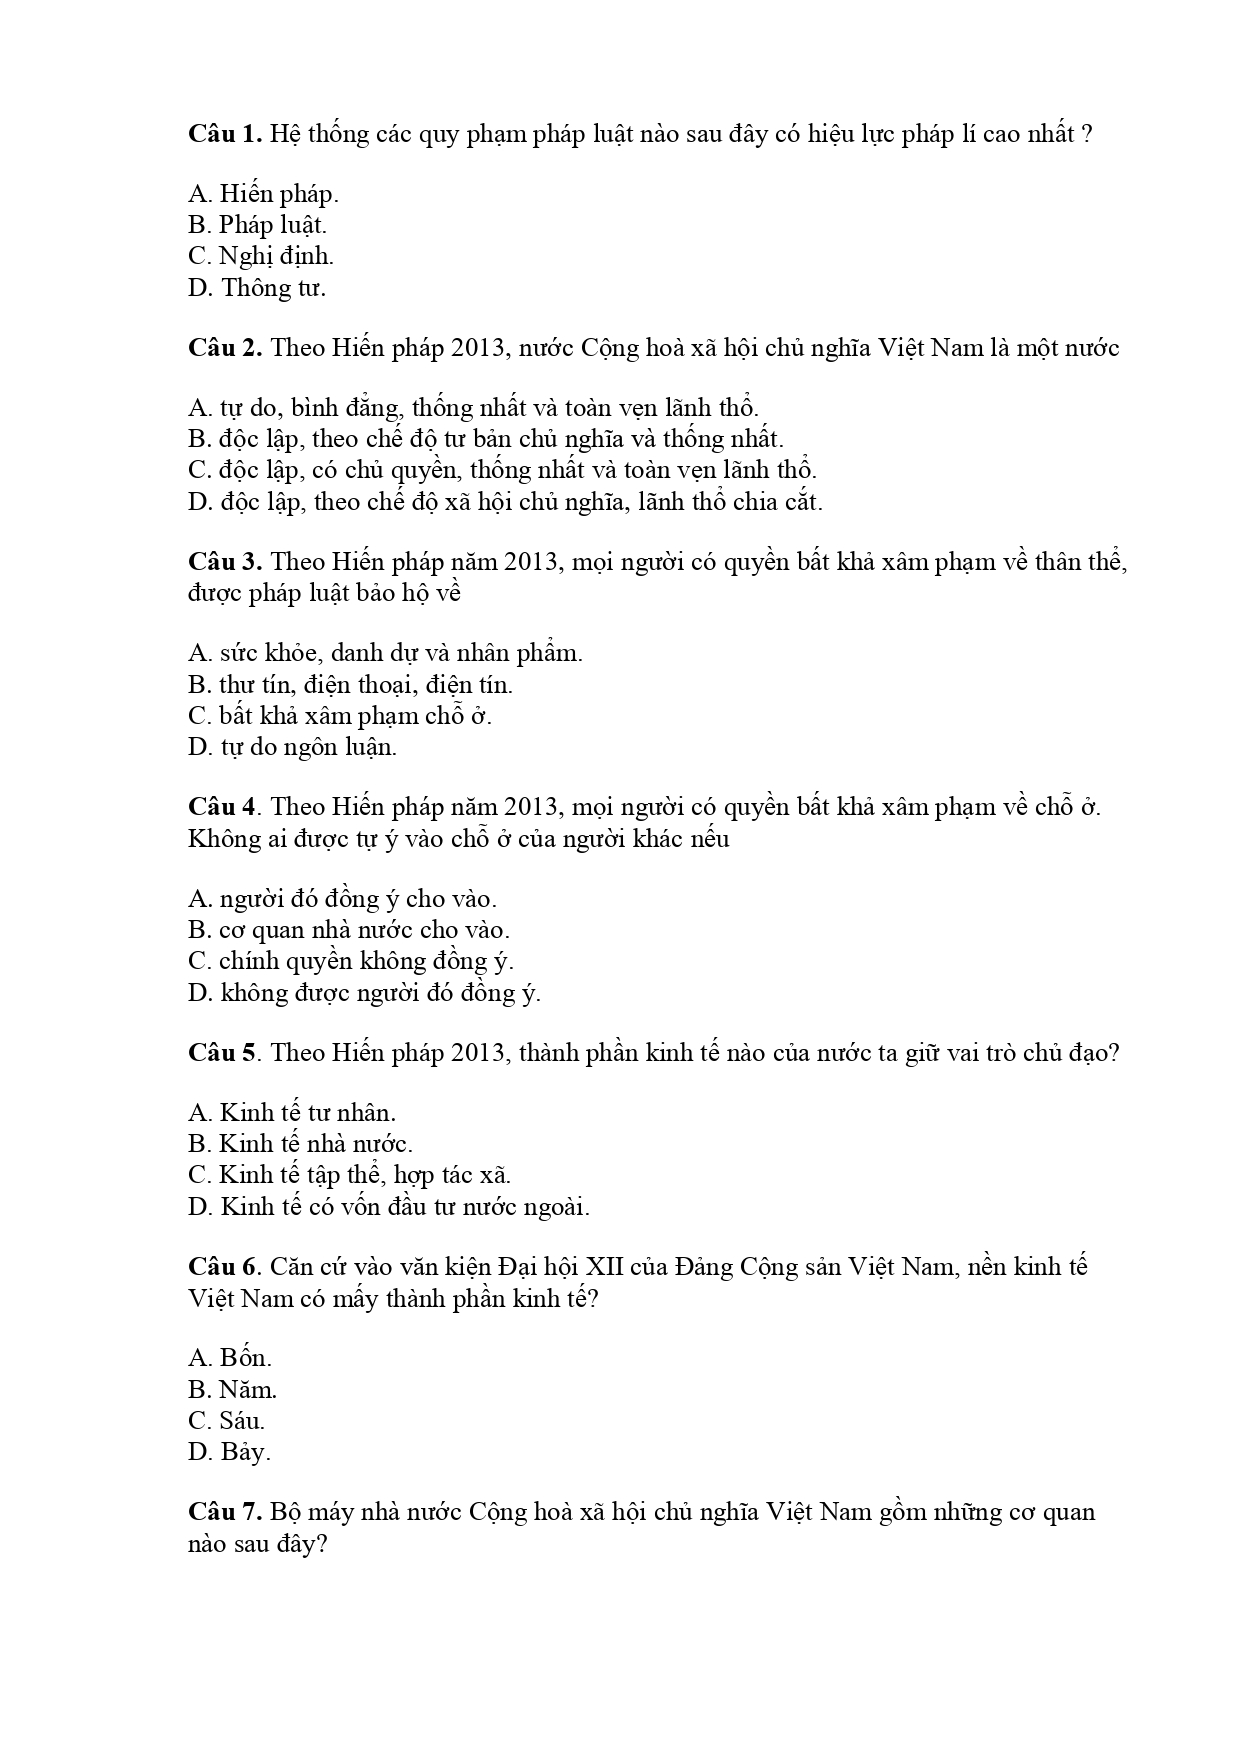 Câu 1. Hệ thống các quy phạm pháp luật nào sau đây có hiệu lực pháp lí cao nhất ?
A. Hiến pháp.
B. Pháp luật.
C. Nghị định.
D. Thông tư.
Câu 2. Theo Hiến pháp 2013, nước Cộng hoà xã hội chủ nghĩa Việt Nam là một nước
A. tự do, bình đẳng, thống nhất và toàn vẹn lãnh thổ.
B. độc lập, theo chế độ tư bản chủ nghĩa và thống nhất.
C. độc lập, có chủ quyền, thống nhất và toàn vẹn lãnh thổ.
D. độc lập, theo chế độ xã hội chủ nghĩa, lãnh thổ chia cắt.
Câu 3. Theo Hiến pháp năm 2013, mọi người có quyền bất khả xâm phạm về thân thể,
được pháp luật bảo hộ về
A. sức khỏe, danh dự và nhân phẩm.
B. thư tín, điện thoại, điện tín.
C. bất khả xâm phạm chỗ ở.
D. tự do ngôn luận.
Câu 4. Theo Hiến pháp năm 2013, mọi người có quyền bất khả xâm phạm về chỗ ở.
Không ai được tự ý vào chỗ ở của người khác nếu
A. người đó đồng ý cho vào.
B. cơ quan nhà nước cho vào.
C. chính quyền không đồng ý.
D. không được người đó đồng ý.
Câu 5. Theo Hiến pháp 2013, thành phần kinh tế nào của nước ta giữ vai trò chủ đạo?
A. Kinh tế tư nhân.
B. Kinh tế nhà nước.
C. Kinh tế tập thể, hợp tác xã.
D. Kinh tế có vốn đầu tư nước ngoài.
Câu 6. Căn cứ vào văn kiện Đại hội XII của Đảng Cộng sản Việt Nam, nền kinh tế
Việt Nam có mấy thành phần kinh tế?
A. Bốn.
B. Năm.
C. Sáu.
D. Bảy.
Câu 7. Bộ máy nhà nước Cộng hoà xã hội chủ nghĩa Việt Nam gồm những cơ quan
nào sau đây?